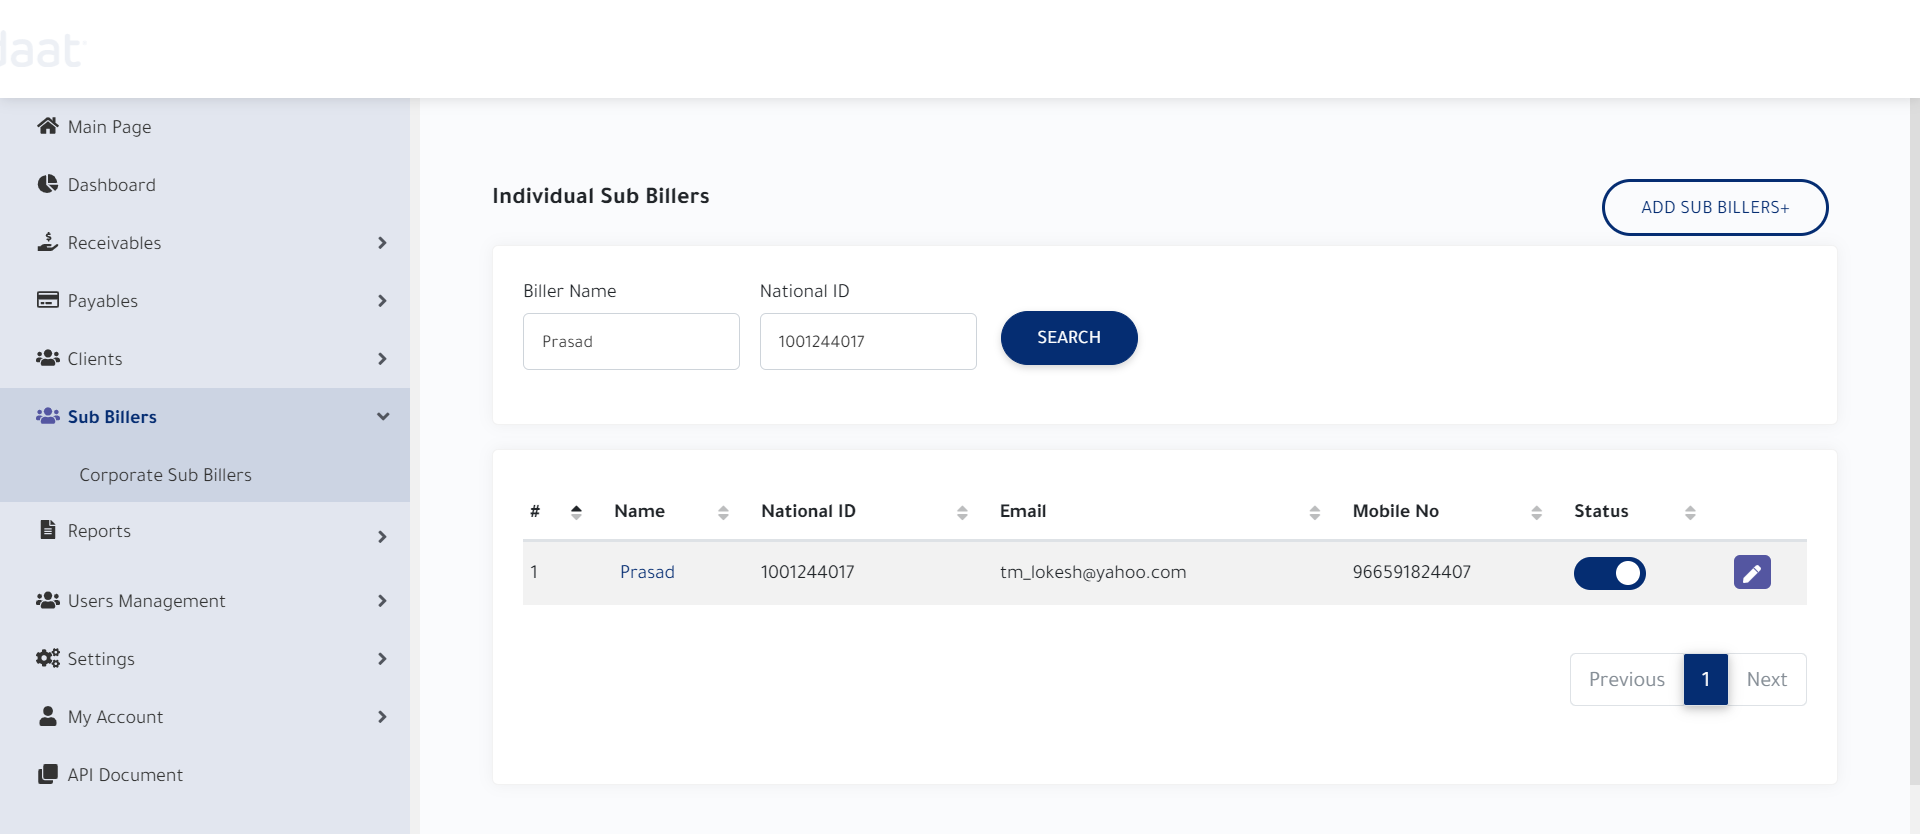 daat
Main Page
Dashboard
Receivables
Payables
Clients
Sub Billers
Corporate Sub Billers
Reports
Users Management
Settings
My Account
API Document
Individual Sub Billers
ADD SUB BILLERS+
Biller Name National ID
Prasad 1001244017 SEARCH
# Name National ID Email Mobile No Status
1 Prasad 1001244017 tm_lokesh@yahoo.com 966591824407
Previous 1 Next